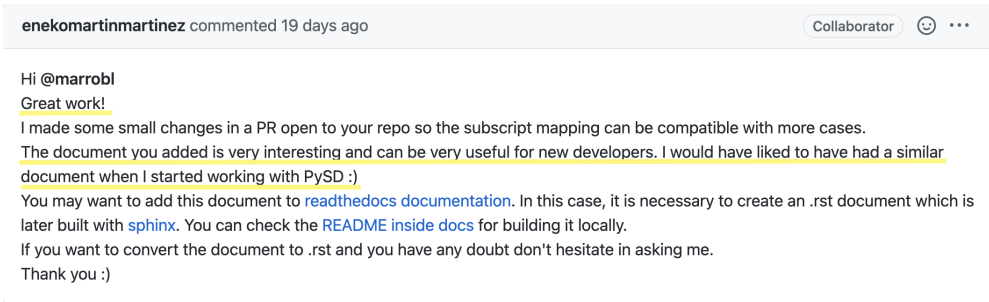 enekomartinmartinez commented 19 days ago Collaborator
Hi @marrobl
Great work!
I made some small changes in a PR open to your repo so the subscript mapping can be compatible with more cases.
The document you added is very interesting and can be very useful for new developers. I would have liked to have had a similar
document when I started working with PySD :)
You may want to add this document to readthedocs documentation. In this case, it is necessary to create an .rst document which is
later built with sphinx. You can check the README inside docs for building it locally.
If you want to convert the document to .rst and you have any doubt don't hesitate in asking me.
Thank you :)